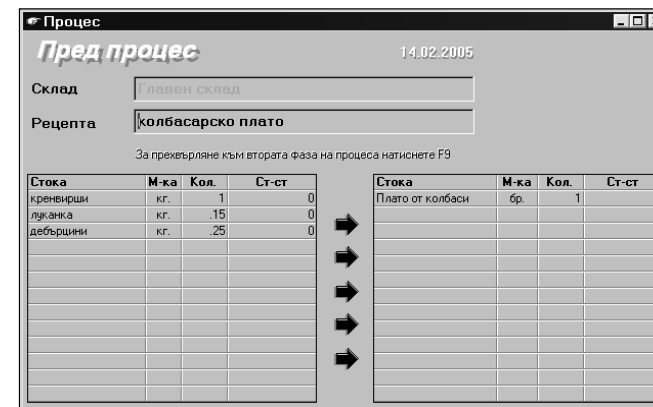 Процес
Пред процес 14.02.2005
Склад Главен склад
Рецепта колбасарско плато
За прехвърляне към втората фаза на процеса натиснете F9
Стока М-ка Кол. Ст-ст Стока М-ка Кол. Ст-ст
кренвирши кг. 1 0 Плато от колбаси бр. 1
луканка кг. .15 0
дебърцини кг. .25 0